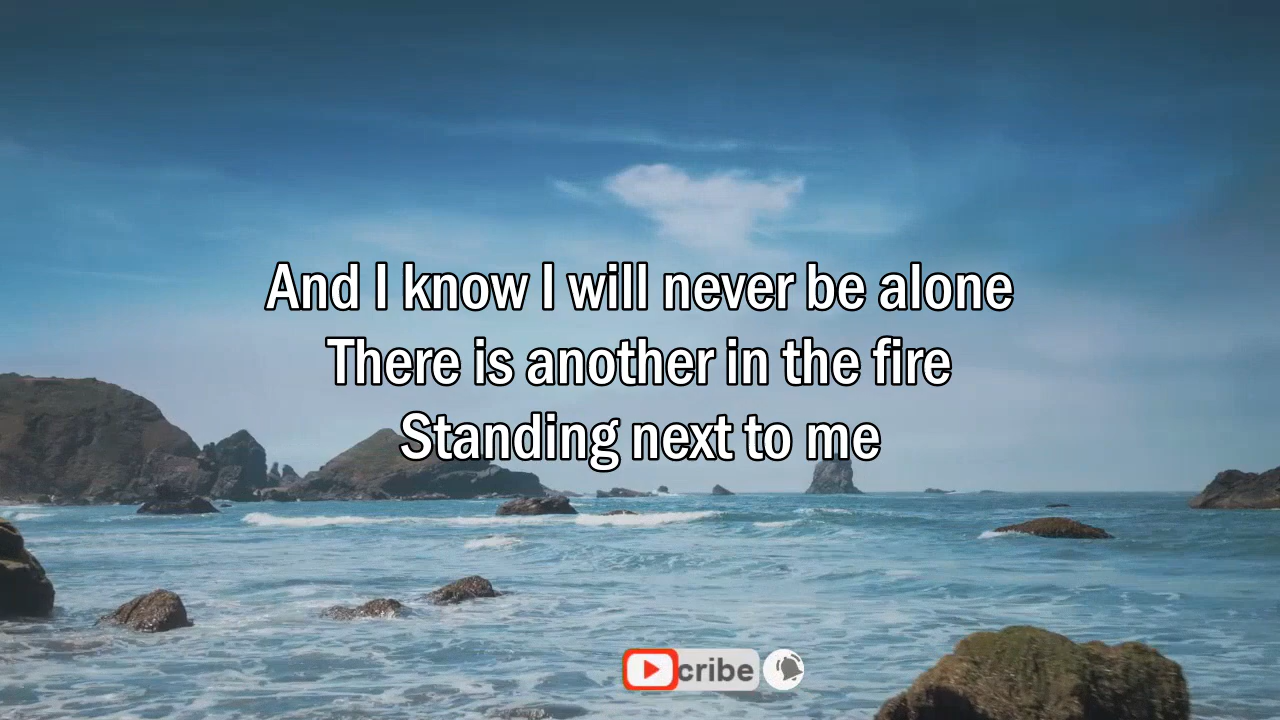 And I know I will never be alone
There is another in the fire
Standing next to me
cribe